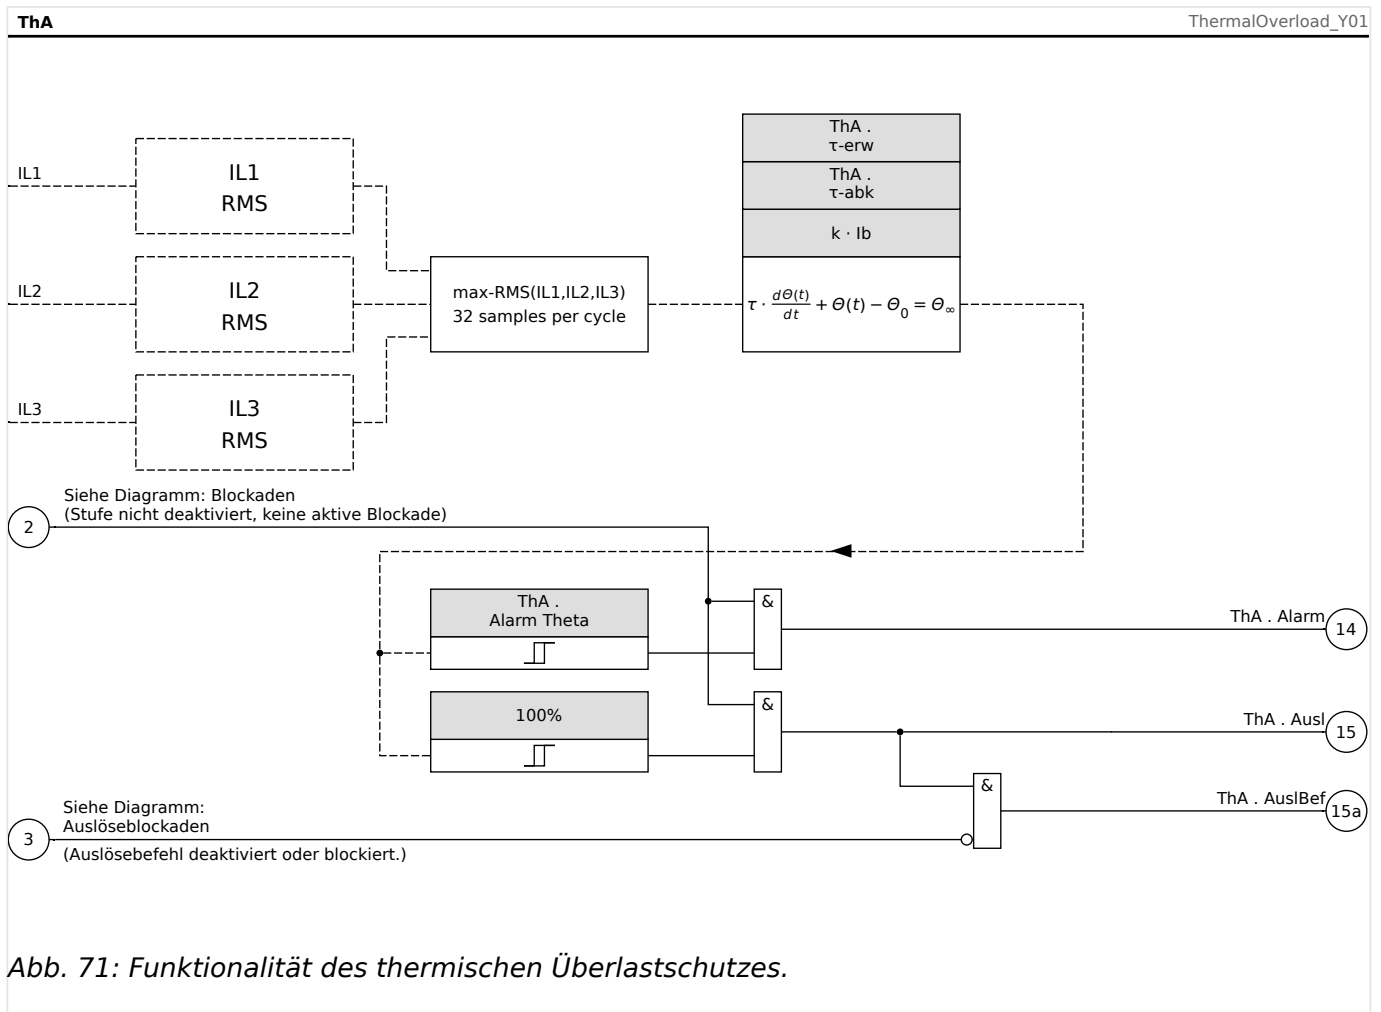 ThA
ThermalOverload_Y01
ThA .
τ-erw
ThA .
τ-abk
k · Ib
τ · dΘ(t)/dt + Θ(t) − Θ₀ = Θ∞
IL1
IL1
RMS
IL2
IL2
RMS
IL3
IL3
RMS
max-RMS(IL1,IL2,IL3)
32 samples per cycle
2
Siehe Diagramm: Blockaden
(Stufe nicht deaktiviert, keine aktive Blockade)
ThA .
Alarm Theta
&
ThA . Alarm
14
100%
&
ThA . Ausl
15
&
ThA . AuslBef
15a
3
Siehe Diagramm:
Auslöseblockaden
(Auslösebefehl deaktiviert oder blockiert.)
Abb. 71: Funktionalität des thermischen Überlastschutzes.